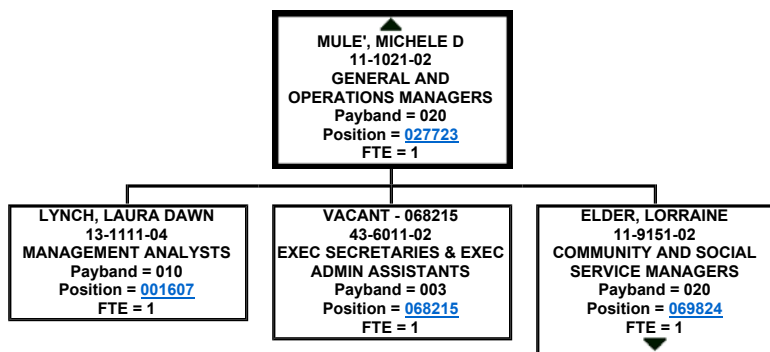 MULE', MICHELE D
11-1021-02
GENERAL AND
OPERATIONS MANAGERS
Payband = 020
Position = 027723
FTE = 1
LYNCH, LAURA DAWN
13-1111-04
MANAGEMENT ANALYSTS
Payband = 010
Position = 001607
FTE = 1
VACANT - 068215
43-6011-02
EXEC SECRETARIES & EXEC
ADMIN ASSISTANTS
Payband = 003
Position = 068215
FTE = 1
ELDER, LORRAINE
11-9151-02
COMMUNITY AND SOCIAL
SERVICE MANAGERS
Payband = 020
Position = 069824
FTE = 1